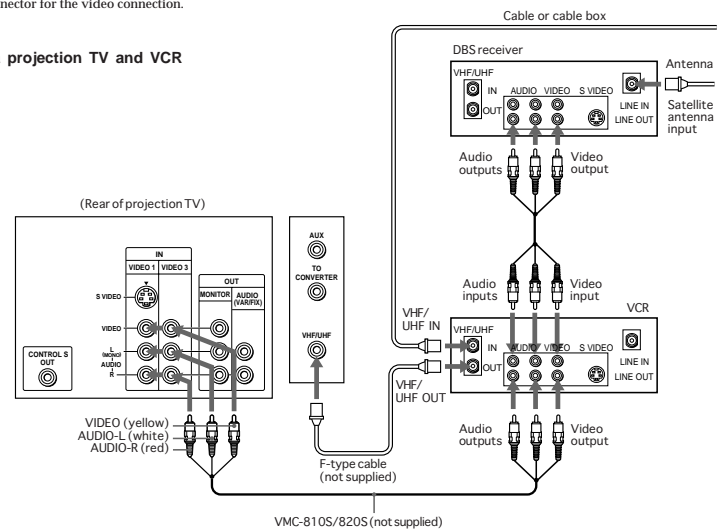 nector for the video connection.
projection TV and VCR
Cable or cable box
DBS receiver
Antenna
VHF/UHF
IN
AUDIO VIDEO S VIDEO
OUT
LINE IN
LINE OUT
Satellite
antenna
input
Audio
outputs
Video
output
(Rear of projection TV)
IN
VIDEO 1 VIDEO 3
OUT
MONITOR
AUDIO
(VAR/FIX)
S VIDEO
VIDEO
L
(MONO)
AUDIO
R
CONTROL S
OUT
AUX
TO
CONVERTER
VHF/UHF
Audio
inputs
Video
input
VCR
VHF/
UHF IN
VHF/UHF
IN
AUDIO VIDEO S VIDEO
OUT
LINE IN
LINE OUT
VHF/
UHF OUT
VIDEO (yellow)
AUDIO-L (white)
AUDIO-R (red)
F-type cable
(not supplied)
Audio
outputs
Video
output
VMC-810S/820S (not supplied)